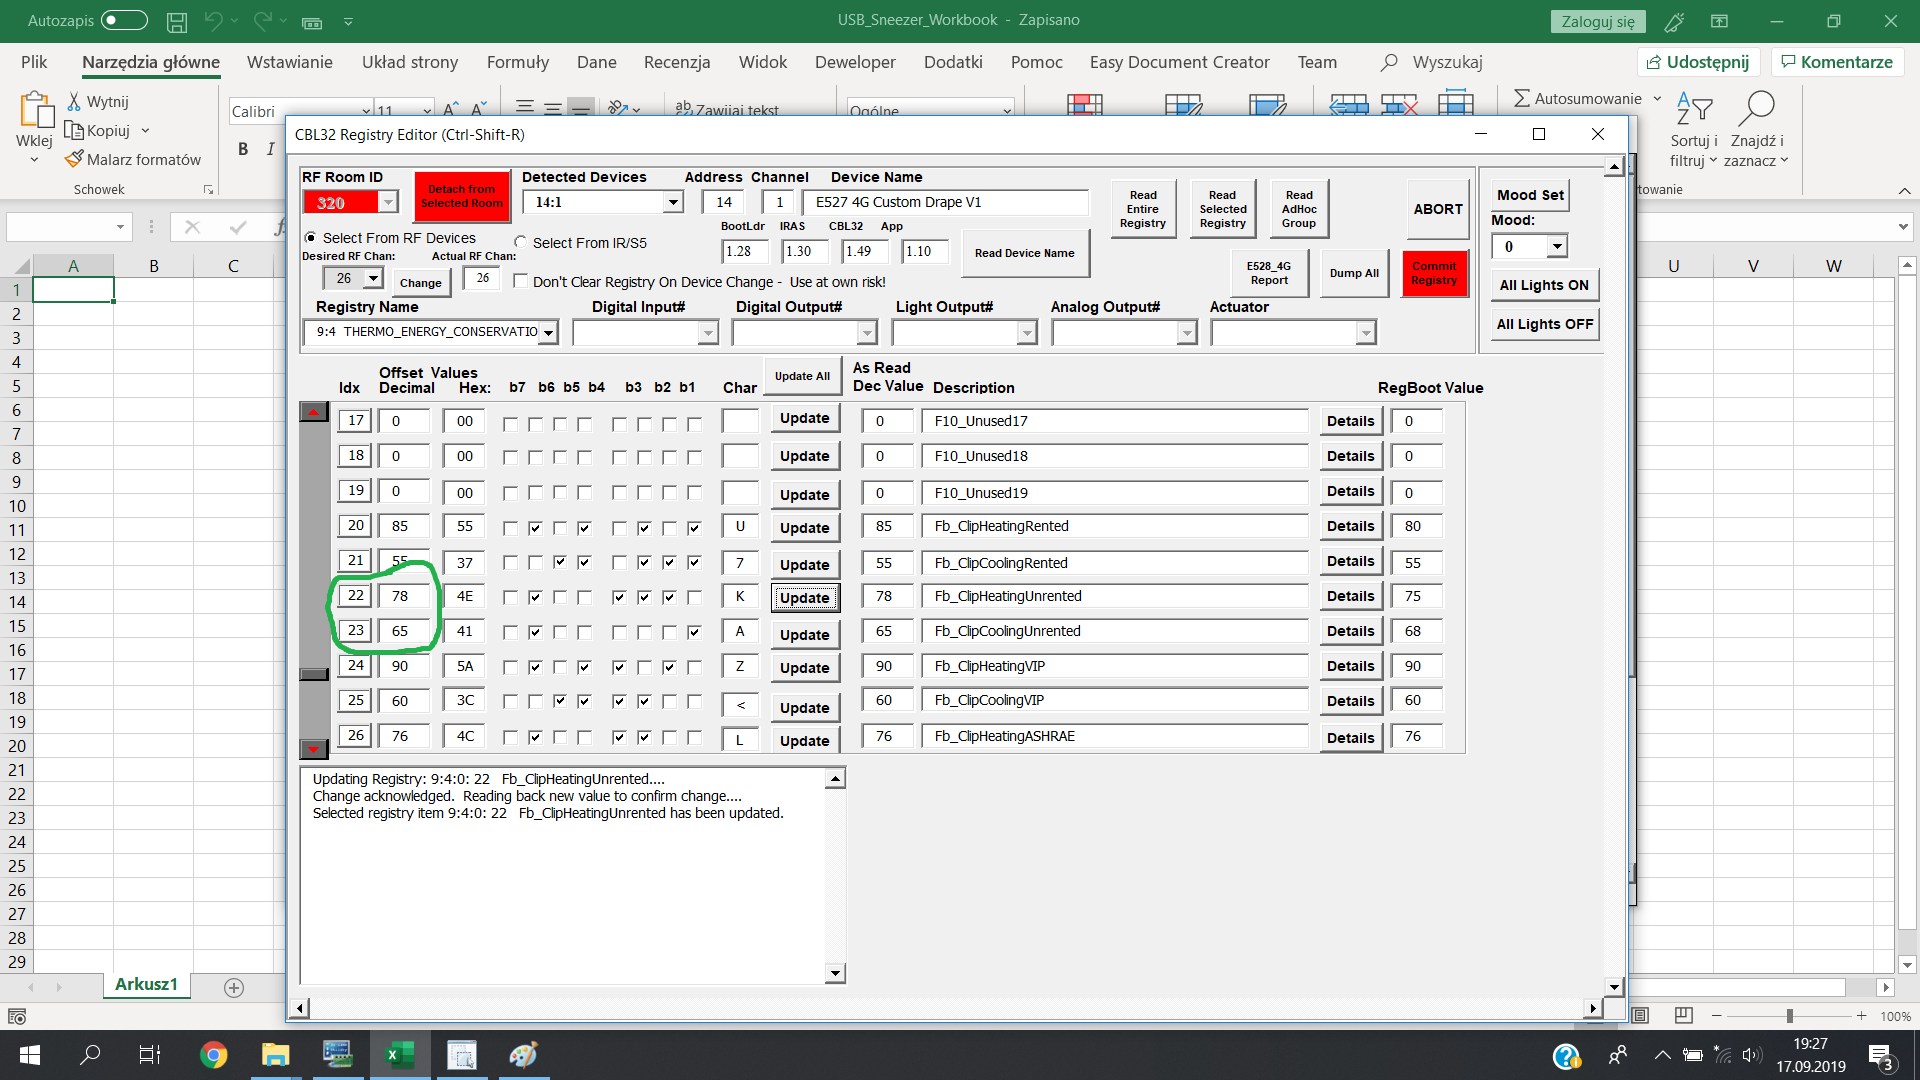 Autozapis
USB_Sneezer_Workbook - Zapisano
Zaloguj się
Plik Narzędzia główne Wstawianie Układ strony Formuły Dane Recenzja Widok Deweloper Dodatki Pomoc Easy Document Creator Team Wyszukaj
Udostępnij Komentarze
Wklej
Wytnij
Kopiuj
Malarz formatów
Schowek
Calibri 11
B I
Zawijaj tekst
Ogólne
Autosumowanie
Sortuj i filtruj
Znajdź i zaznacz
CBL32 Registry Editor (Ctrl-Shift-R)
RF Room ID
320
Detach from
Selected Room
Detected Devices Address Channel Device Name
14:1 14 1 E527 4G Custom Drape V1
Select From RF Devices
Select From IR/S5
BootLdr IRAS CBL32 App
1.28 1.30 1.49 1.10
Read Device Name
Desired RF Chan: Actual RF Chan:
26 Change 26
Don't Clear Registry On Device Change - Use at own risk!
Read Entire Registry
Read Selected Registry
Read AdHoc Group
ABORT
E528_4G Report
Dump All
Commit Registry
Mood Set
Mood:
0
All Lights ON
All Lights OFF
Registry Name Digital Input# Digital Output# Light Output# Analog Output# Actuator
9:4 THERMO_ENERGY_CONSERVATIO
Offset Values
Idx Decimal Hex: b7 b6 b5 b4 b3 b2 b1 Char Update All As Read Dec Value Description RegBoot Value
17 0 00 Update 0 F10_Unused17 Details 0
18 0 00 Update 0 F10_Unused18 Details 0
19 0 00 Update 0 F10_Unused19 Details 0
20 85 55 U Update 85 Fb_ClipHeatingRented Details 80
21 55 37 7 Update 55 Fb_ClipCoolingRented Details 55
22 78 4E K Update 78 Fb_ClipHeatingUnrented Details 75
23 65 41 A Update 65 Fb_ClipCoolingUnrented Details 68
24 90 5A Z Update 90 Fb_ClipHeatingVIP Details 90
25 60 3C < Update 60 Fb_ClipCoolingVIP Details 60
26 76 4C L Update 76 Fb_ClipHeatingASHRAE Details 76
Updating Registry: 9:4:0: 22 Fb_ClipHeatingUnrented....
Change acknowledged. Reading back new value to confirm change....
Selected registry item 9:4:0: 22 Fb_ClipHeatingUnrented has been updated.
A B C U V W
1
2
3
4
5
6
7
8
9
10
11
12
13
14
15
16
17
18
19
20
21
22
23
24
25
26
27
28
29
Arkusz1
100%
19:27
17.09.2019
3